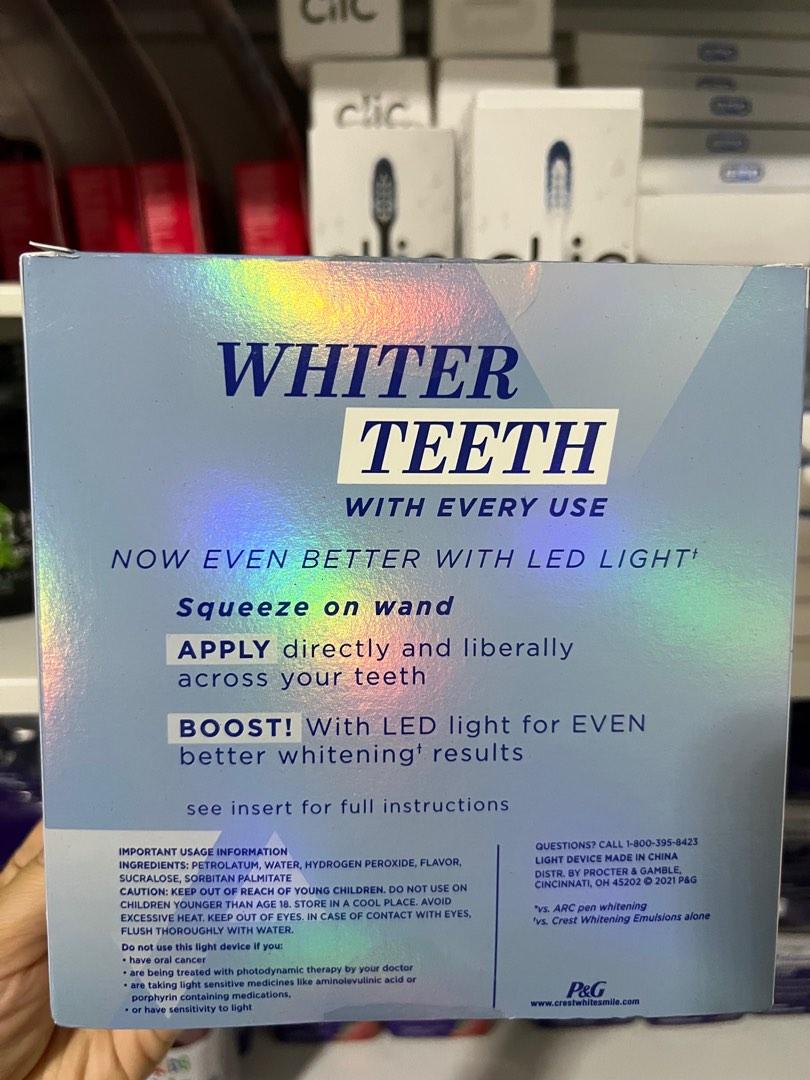 CliC
clic
WHITER
TEETH
WITH EVERY USE
NOW EVEN BETTER WITH LED LIGHT†
Squeeze on wand
APPLY directly and liberally
across your teeth
BOOST! With LED light for EVEN
better whitening† results
see insert for full instructions
IMPORTANT USAGE INFORMATION
INGREDIENTS: PETROLATUM, WATER, HYDROGEN PEROXIDE, FLAVOR,
SUCRALOSE, SORBITAN PALMITATE
CAUTION: KEEP OUT OF REACH OF YOUNG CHILDREN. DO NOT USE ON
CHILDREN YOUNGER THAN AGE 18. STORE IN A COOL PLACE. AVOID
EXCESSIVE HEAT. KEEP OUT OF EYES. IN CASE OF CONTACT WITH EYES,
FLUSH THOROUGHLY WITH WATER.
Do not use this light device if you:
• have oral cancer
• are being treated with photodynamic therapy by your doctor
• are taking light sensitive medicines like aminolevulinic acid or
porphyrin containing medications,
• or have sensitivity to light
QUESTIONS? CALL 1-800-395-8423
LIGHT DEVICE MADE IN CHINA
DISTR. BY PROCTER & GAMBLE,
CINCINNATI, OH 45202 © 2021 P&G
*vs. ARC pen whitening
†vs. Crest Whitening Emulsions alone
P&G
www.crestwhitesmile.com